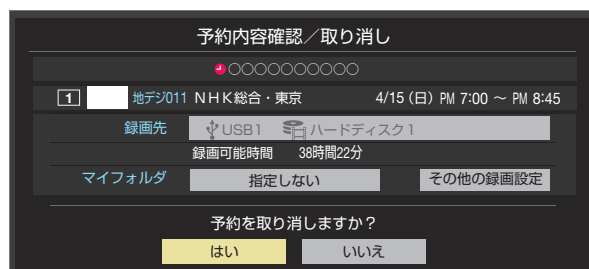 予約内容確認／取り消し
○○○○○○○○○○
1 地デジ011 NHK総合・東京 4/15 (日) PM 7:00 ～ PM 8:45
録画先 USB1 ハードディスク1
録画可能時間 38時間22分
マイフォルダ 指定しない その他の録画設定
予約を取り消しますか？
はい いいえ